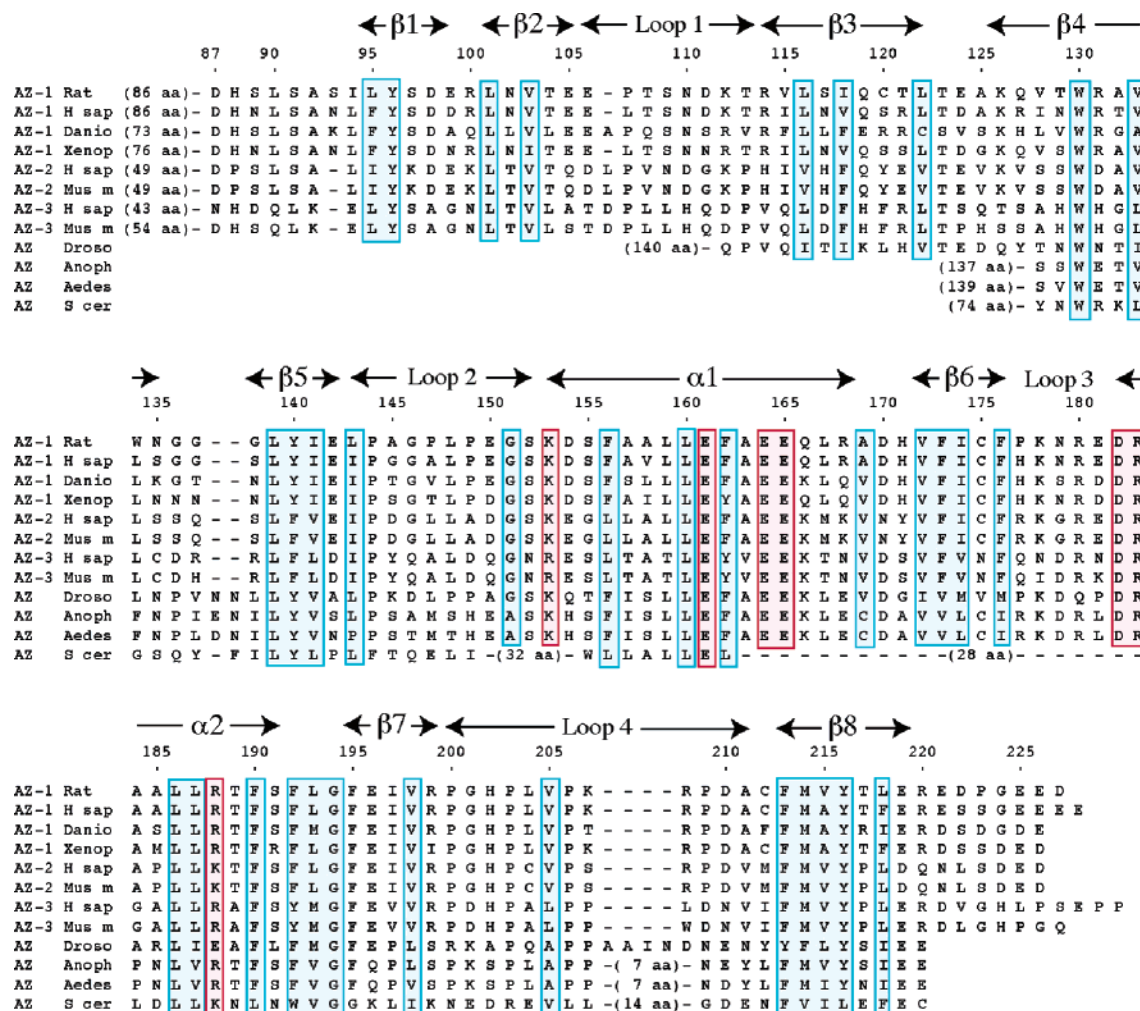 β1 β2 Loop 1 β3 β4
87 90 95 100 105 110 115 120 125 130
AZ-1 Rat (86 aa)- D H S L S A S I L Y S D E R L N V T E E - P T S N D K T R V L S I Q C T L T E A K Q V T W R A V
AZ-1 H sap (86 aa)- D H N L S A N L F Y S D D R L N V T E E - L T S N D K T R I L N V Q S R L T D A K R I N W R T V
AZ-1 Danio (73 aa)- D H S L S A K L F Y S D A Q L L V L E E A P Q S N S R V R F L L F E R R C S V S K H L V W R G A
AZ-1 Xenop (76 aa)- D H N L S A N L F Y S D N R L N I T E E - L T S N N R T R I L N V Q S S L T D G K Q V S W R A V
AZ-2 H sap (49 aa)- D P S L S A - L I Y K D E K L T V T Q D L P V N D G K P H I V H F Q Y E V T E V K V S S W D A V
AZ-2 Mus m (49 aa)- D P S L S A - L I Y K D E K L T V T Q D L P V N D G K P H I V H F Q Y E V T E V K V S S W D A V
AZ-3 H sap (43 aa)- N H D Q L K - E L Y S A G N L T V L A T D P L L H Q D P V Q L D F H F R L T S Q T S A H W H G L
AZ-3 Mus m (54 aa)- D H S Q L K - E L Y S A G N L T V L S T D P L L H Q D P V Q L D F H F R L T P H S S A H W H G L
AZ Droso (140 aa)- Q P V Q I T I K L H V T E D Q Y T N W N T I
AZ Anoph (137 aa)- S S W E T V
AZ Aedes (139 aa)- S V W E T V
AZ S cer (74 aa)- Y N W R K L
β5 Loop 2 α1 β6 Loop 3
135 140 145 150 155 160 165 170 175 180
AZ-1 Rat W N G G - - G L Y I E L P A G P L P E G S K D S F A A L L E F A E E Q L R A D H V F I C F P K N R E D R
AZ-1 H sap L S G G - - S L Y I E I P G G A L P E G S K D S F A V L L E F A E E Q L R A D H V F I C F H K N R E D R
AZ-1 Danio L K G T - - N L Y I E I P T G V L P E G S K D S F S L L L E F A E E K L Q V D H V F I C F H K S R D D R
AZ-1 Xenop L N N N - - N L Y I E I P S G T L P D G S K D S F A I L L E Y A E E Q L Q V D H V F I C F H K N R D D R
AZ-2 H sap L S S Q - - S L F V E I P D G L L A D G S K E G L L A L L E F A E E K M K V N Y V F I C F R K G R E D R
AZ-2 Mus m L S S Q - - S L F V E I P D G L L A D G S K E G L L A L L E F A E E K M K V N Y V F I C F R K G R E D R
AZ-3 H sap L C D R - - R L F L D I P Y Q A L D Q G N R E S L T A T L E Y V E E K T N V D S V F V N F Q N D R N D R
AZ-3 Mus m L C D H - - R L F L D I P Y Q A L D Q G N R E S L T A T L E Y V E E K T N V D S V F V N F Q I D R K D R
AZ Droso L N P V N N L L Y V A L P K D L P P A G S K Q T F I S L L E F A E E K L E V D G I V M V M P K D Q P D R
AZ Anoph F N P I E N I L Y V S L P S A M S H E A S K H S F I S L L E F A E E K L E C D A V V L C I R K D R L D R
AZ Aedes F N P L D N I L Y V N P P S T M T H E A S K H S F I S L L E F A E E K L E C D A V V L C I R K D R L D R
AZ S cer G S Q Y - F I L Y L P L F T Q E L I -(32 aa)- W L L A L L E L - - - - - - - - - -(28 aa)- - - - - -
α2 β7 Loop 4 β8
185 190 195 200 205 210 215 220 225
AZ-1 Rat A A L L R T F S F L G F E I V R P G H P L V P K - - - - R P D A C F M V Y T L E R E D P G E E D
AZ-1 H sap A A L L R T F S F L G F E I V R P G H P L V P K - - - - R P D A C F M A Y T F E R E S S G E E E E
AZ-1 Danio A S L L R T F S F M G F E I V R P G H P L V P T - - - - R P D A F F M A Y R I E R D S D G D E
AZ-1 Xenop A M L L R T F R F L G F E I V I P G H P L V P K - - - - R P D A C F M A Y T F E R D S S D E D
AZ-2 H sap A P L L K T F S F L G F E I V R P G H P C V P S - - - - R P D V M F M V Y P L D Q N L S D E D
AZ-2 Mus m A P L L K T F S F L G F E I V R P G H P C V P S - - - - R P D V M F M V Y P L D Q N L S D E D
AZ-3 H sap G A L L R A F S Y M G F E V V R P D H P A L P P - - - - L D N V I F M V Y P L E R D V G H L P S E P P
AZ-3 Mus m G A L L R A F S Y M G F E V V R P D H P A L P P - - - - W D N V I F M V Y P L E R D L G H P G Q
AZ Droso A R L I E A F L F M G F E P L S R K A P Q A P P A A I N D N E N Y Y F L Y S I E E
AZ Anoph P N L V R T F S F V G F Q P L S P K S P L A P P -( 7 aa)- N E Y L F M V Y S I E E
AZ Aedes P N L V R T F S F V G F Q P V S P K S P L A P P -( 7 aa)- N D Y L F M I Y N I E E
AZ S cer L D L L K N L N W V G G K L I K N E D R E V L L -(14 aa)- G D E N F V I L E F E C